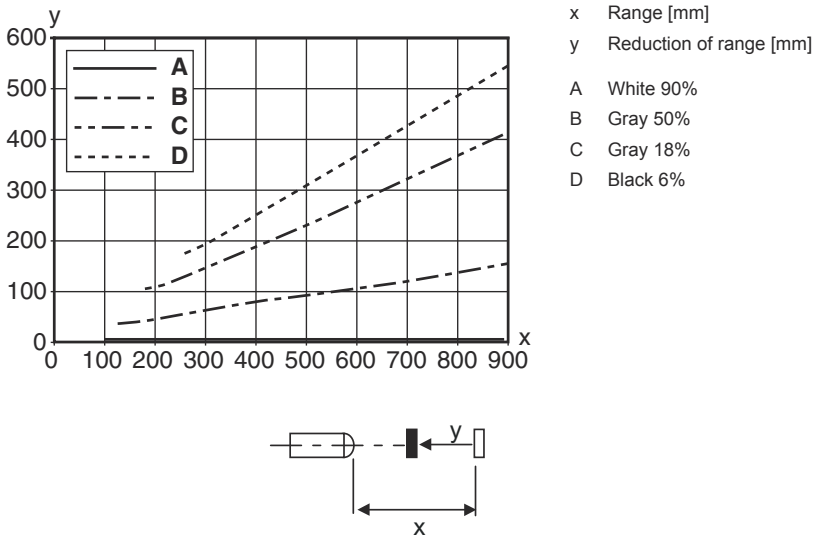 y
600
500
400
300
200
100
0
A
B
C
D
x
0 100 200 300 400 500 600 700 800 900
x Range [mm]
y Reduction of range [mm]
A White 90%
B Gray 50%
C Gray 18%
D Black 6%
y
x